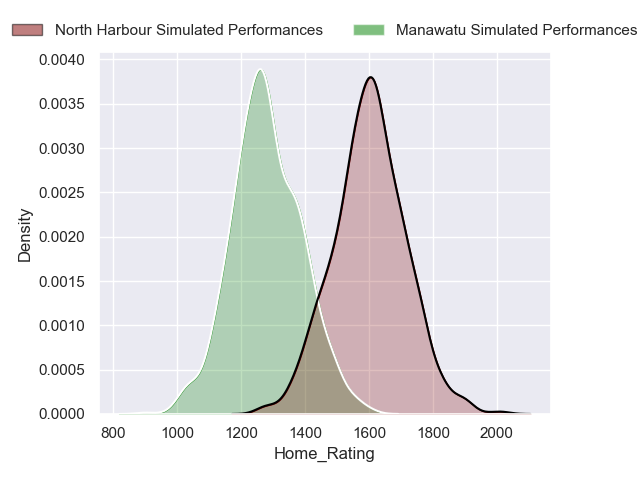 North Harbour Simulated Performances
Manawatu Simulated Performances
0.0040
0.0035
0.0030
0.0025
0.0020
0.0015
0.0010
0.0005
0.0000
Density
800 1000 1200 1400 1600 1800 2000
Home_Rating